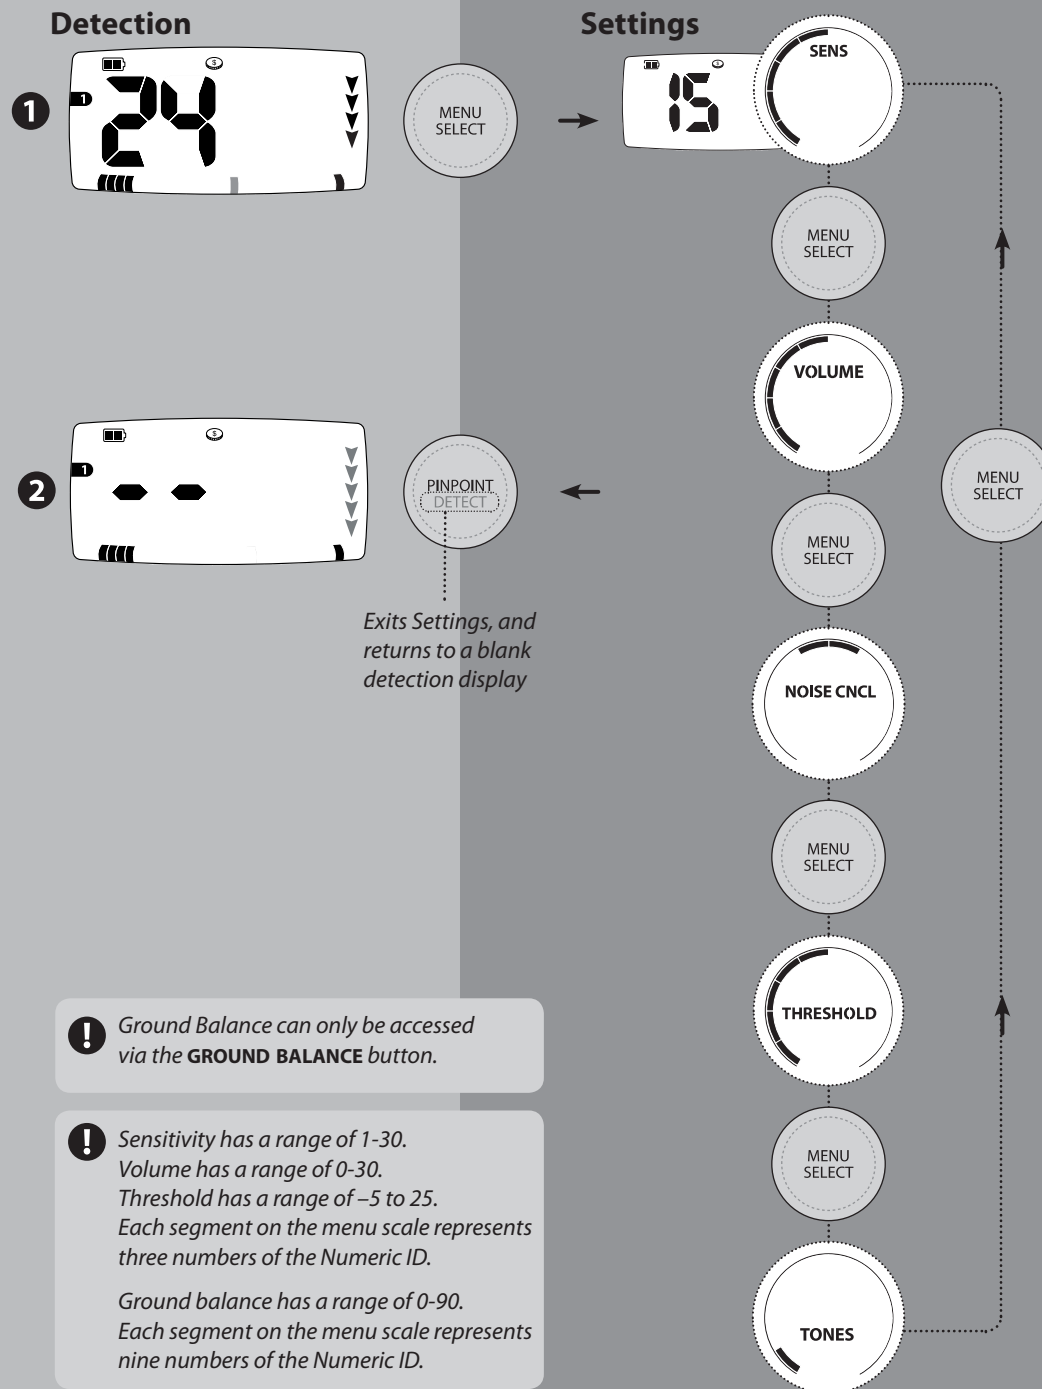 Detection
Settings
1
1
24
MENU
SELECT
15
SENS
MENU
SELECT
VOLUME
MENU
SELECT
2
1
- -
PINPOINT
DETECT
MENU
SELECT
Exits Settings, and
returns to a blank
detection display
NOISE CNCL
MENU
SELECT
! Ground Balance can only be accessed
via the GROUND BALANCE button.
THRESHOLD
! Sensitivity has a range of 1-30.
Volume has a range of 0-30.
Threshold has a range of –5 to 25.
Each segment on the menu scale represents
three numbers of the Numeric ID.
Ground balance has a range of 0-90.
Each segment on the menu scale represents
nine numbers of the Numeric ID.
MENU
SELECT
TONES